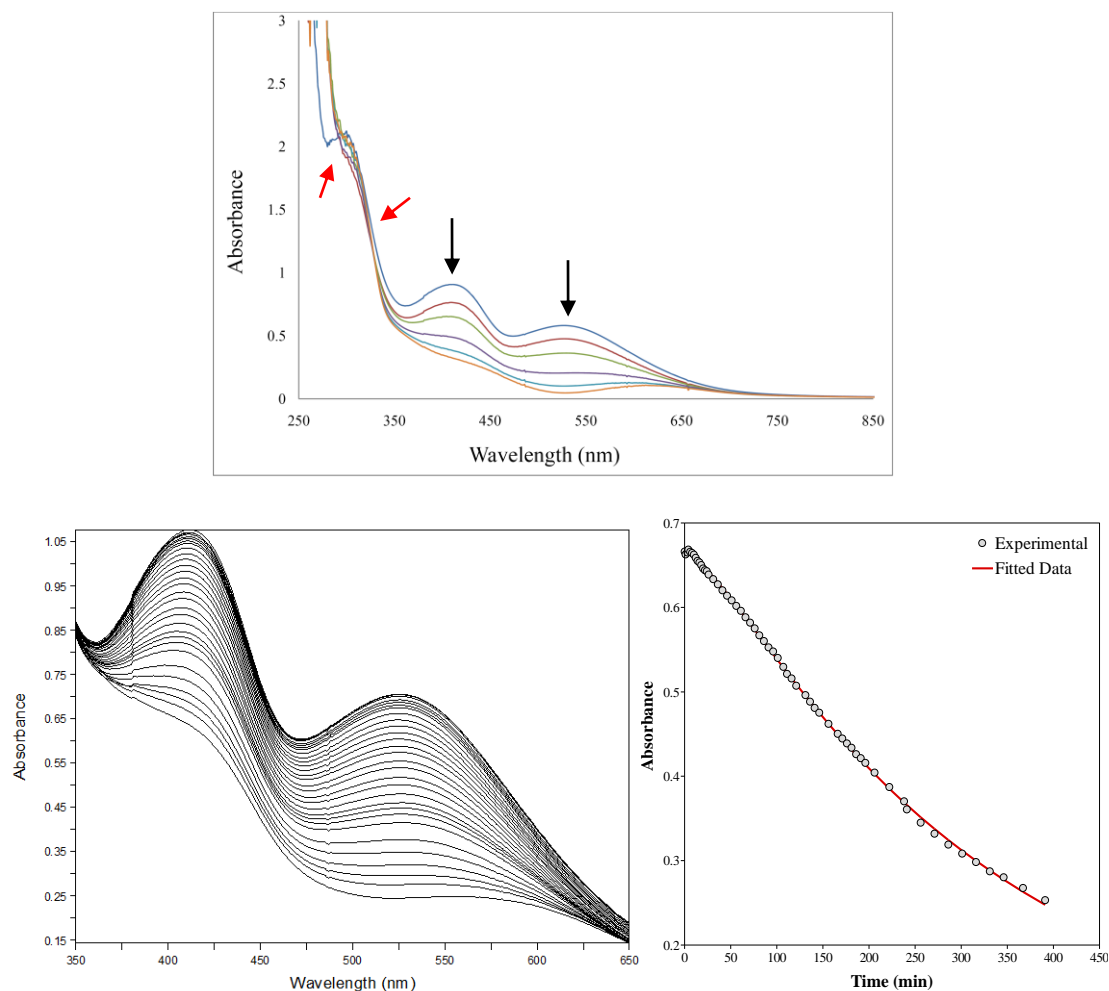 3
2.5
2
1.5
1
0.5
0
Absorbance
250 350 450 550 650 750 850
Wavelength (nm)
1.05
0.95
0.85
0.75
0.65
0.55
0.45
0.35
0.25
0.15
Absorbance
350 400 450 500 550 600 650
Wavelength (nm)
0.7
0.6
0.5
0.4
0.3
0.2
Absorbance
Experimental
Fitted Data
0 50 100 150 200 250 300 350 400 450
Time (min)